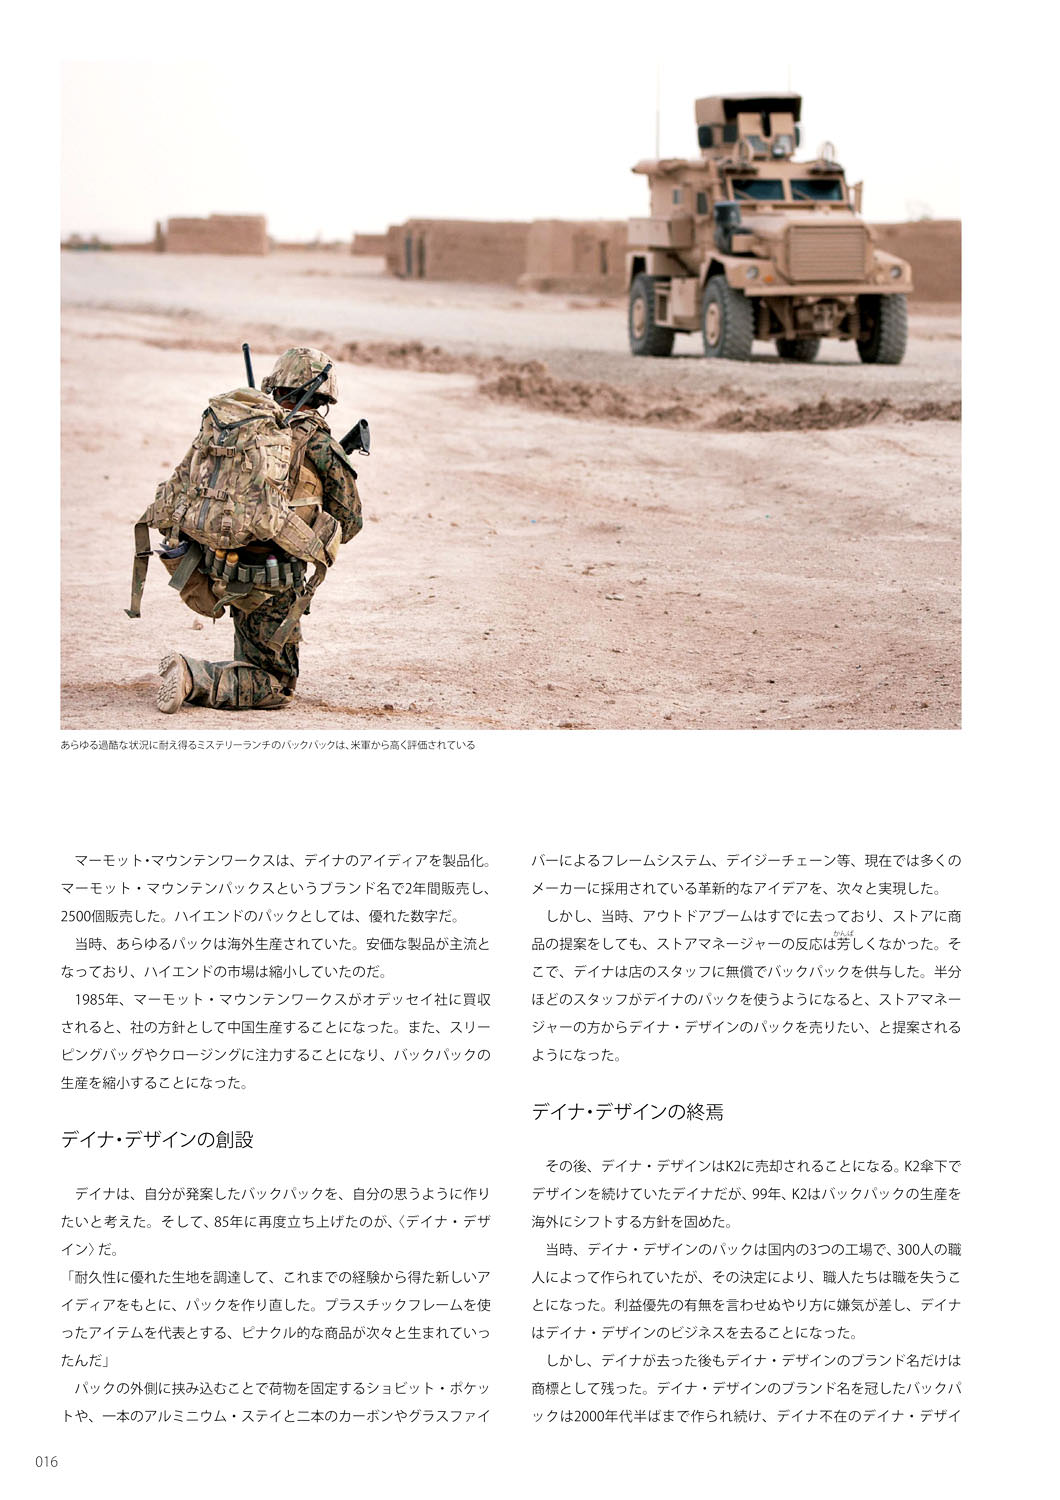 あらゆる過酷な状況に耐え得るミステリーランチのバックパックは、米軍から高く評価されている
マーモット・マウンテンワークスは、デイナのアイディアを製品化。
マーモット・マウンテンパックスというブランド名で2年間販売し、
2500個販売した。ハイエンドのパックとしては、優れた数字だ。
当時、あらゆるパックは海外生産されていた。安価な製品が主流と
なっており、ハイエンドの市場は縮小していたのだ。
1985年、マーモット・マウンテンワークスがオデッセイ社に買収
されると、社の方針として中国生産することになった。また、スリー
ピングバッグやクロージングに注力することになり、バックパックの
生産を縮小することになった。
デイナ・デザインの創設
デイナは、自分が発案したバックパックを、自分の思うように作り
たいと考えた。そして、85年に再度立ち上げたのが、〈デイナ・デザ
イン〉だ。
「耐久性に優れた生地を調達して、これまでの経験から得た新しいア
イディアをもとに、パックを作り直した。プラスチックフレームを使
ったアイテムを代表とする、ピナクル的な商品が次々と生まれていっ
たんだ」
パックの外側に挟み込むことで荷物を固定するショビット・ポケッ
トや、一本のアルミニウム・ステイと二本のカーボンやグラスファイ
バーによるフレームシステム、デイジーチェーン等、現在では多くの
メーカーに採用されている革新的なアイデアを、次々と実現した。
しかし、当時、アウトドアブームはすでに去っており、ストアに商
かんば
品の提案をしても、ストアマネージャーの反応は芳しくなかった。そ
こで、デイナは店のスタッフに無償でバックパックを供与した。半分
ほどのスタッフがデイナのパックを使うようになると、ストアマネー
ジャーの方からデイナ・デザインのパックを売りたい、と提案される
ようになった。
デイナ・デザインの終焉
その後、デイナ・デザインはK2に売却されることになる。K2傘下で
デザインを続けていたデイナだが、99年、K2はバックパックの生産を
海外にシフトする方針を固めた。
当時、デイナ・デザインのパックは国内の3つの工場で、300人の職
人によって作られていたが、その決定により、職人たちは職を失うこ
とになった。利益優先の有無を言わせぬやり方に嫌気が差し、デイナ
はデイナ・デザインのビジネスを去ることになった。
しかし、デイナが去った後もデイナ・デザインのブランド名だけは
商標として残った。デイナ・デザインのブランド名を冠したバックパ
ックは2000年代半ばまで作られ続け、デイナ不在のデイナ・デザイ
016